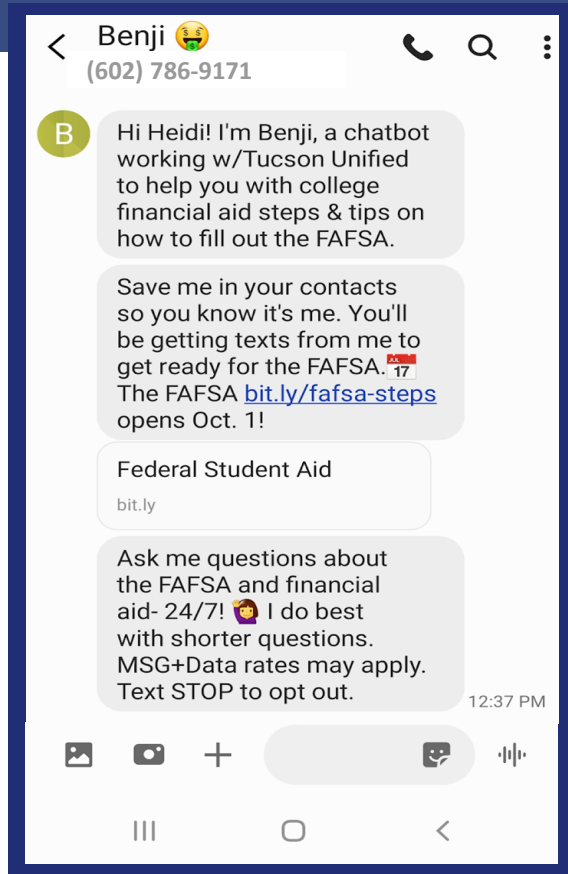 Benji 🤑
(602) 786-9171
B
Hi Heidi! I'm Benji, a chatbot
working w/Tucson Unified
to help you with college
financial aid steps & tips on
how to fill out the FAFSA.
Save me in your contacts
so you know it's me. You'll
be getting texts from me to
get ready for the FAFSA.📅
The FAFSA bit.ly/fafsa-steps
opens Oct. 1!
Federal Student Aid
bit.ly
Ask me questions about
the FAFSA and financial
aid- 24/7! 🙋‍♀️ I do best
with shorter questions.
MSG+Data rates may apply.
Text STOP to opt out.
12:37 PM